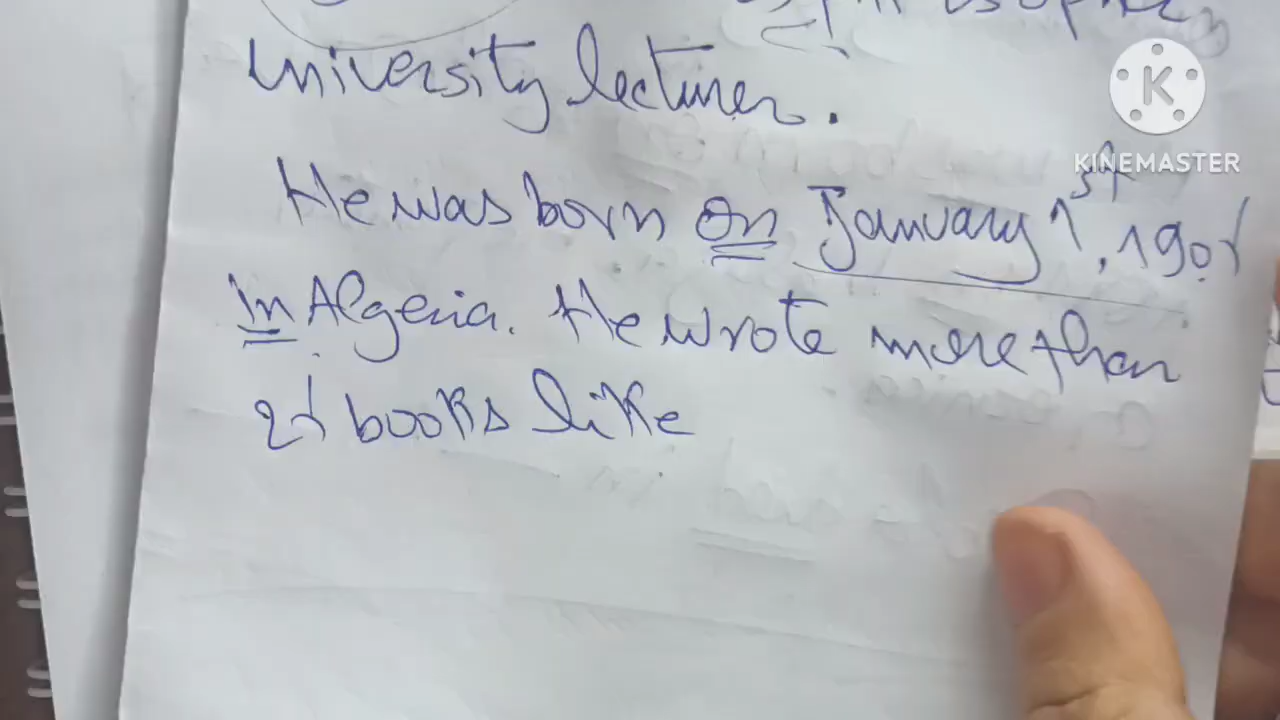 University lecturer.
K
KINEMASTER
He was born on January 1st, 1905
in Algeria. He wrote more than
25 books like